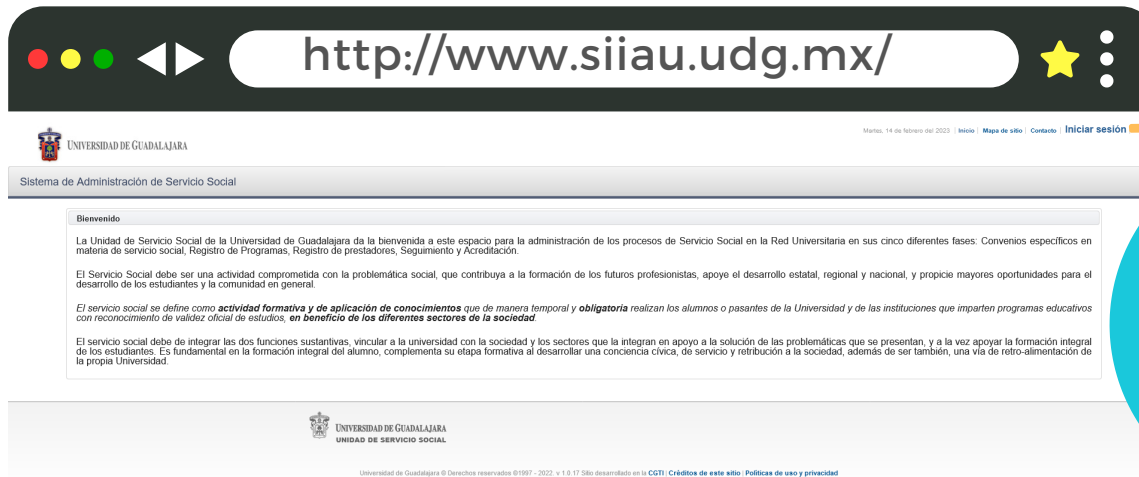 http://www.siiau.udg.mx/
Martes, 14 de febrero del 2023 | Inicio | Mapa de sitio | Contacto | Iniciar sesión
UNIVERSIDAD DE GUADALAJARA
Sistema de Administración de Servicio Social
Bienvenido
La Unidad de Servicio Social de la Universidad de Guadalajara da la bienvenida a este espacio para la administración de los procesos de Servicio Social en la Red Universitaria en sus cinco diferentes fases: Convenios específicos en
materia de servicio social, Registro de Programas, Registro de prestadores, Seguimiento y Acreditación.
El Servicio Social debe ser una actividad comprometida con la problemática social, que contribuya a la formación de los futuros profesionistas, apoye el desarrollo estatal, regional y nacional, y propicie mayores oportunidades para el
desarrollo de los estudiantes y la comunidad en general.
El servicio social se define como actividad formativa y de aplicación de conocimientos que de manera temporal y obligatoria realizan los alumnos o pasantes de la Universidad y de las instituciones que imparten programas educativos
con reconocimiento de validez oficial de estudios, en beneficio de los diferentes sectores de la sociedad.
El servicio social debe de integrar las dos funciones sustantivas, vincular a la universidad con la sociedad y los sectores que la integran en apoyo a la solución de las problemáticas que se presentan, y a la vez apoyar la formación integral
de los estudiantes. Es fundamental en la formación integral del alumno, complementa su etapa formativa al desarrollar una conciencia cívica, de servicio y retribución a la sociedad, además de ser también, una vía de retro-alimentación de
la propia Universidad.
UNIVERSIDAD DE GUADALAJARA
UNIDAD DE SERVICIO SOCIAL
Universidad de Guadalajara © Derechos reservados ©1997 - 2022. v 1.0.17 Sitio desarrollado en la CGTI | Créditos de este sitio | Políticas de uso y privacidad